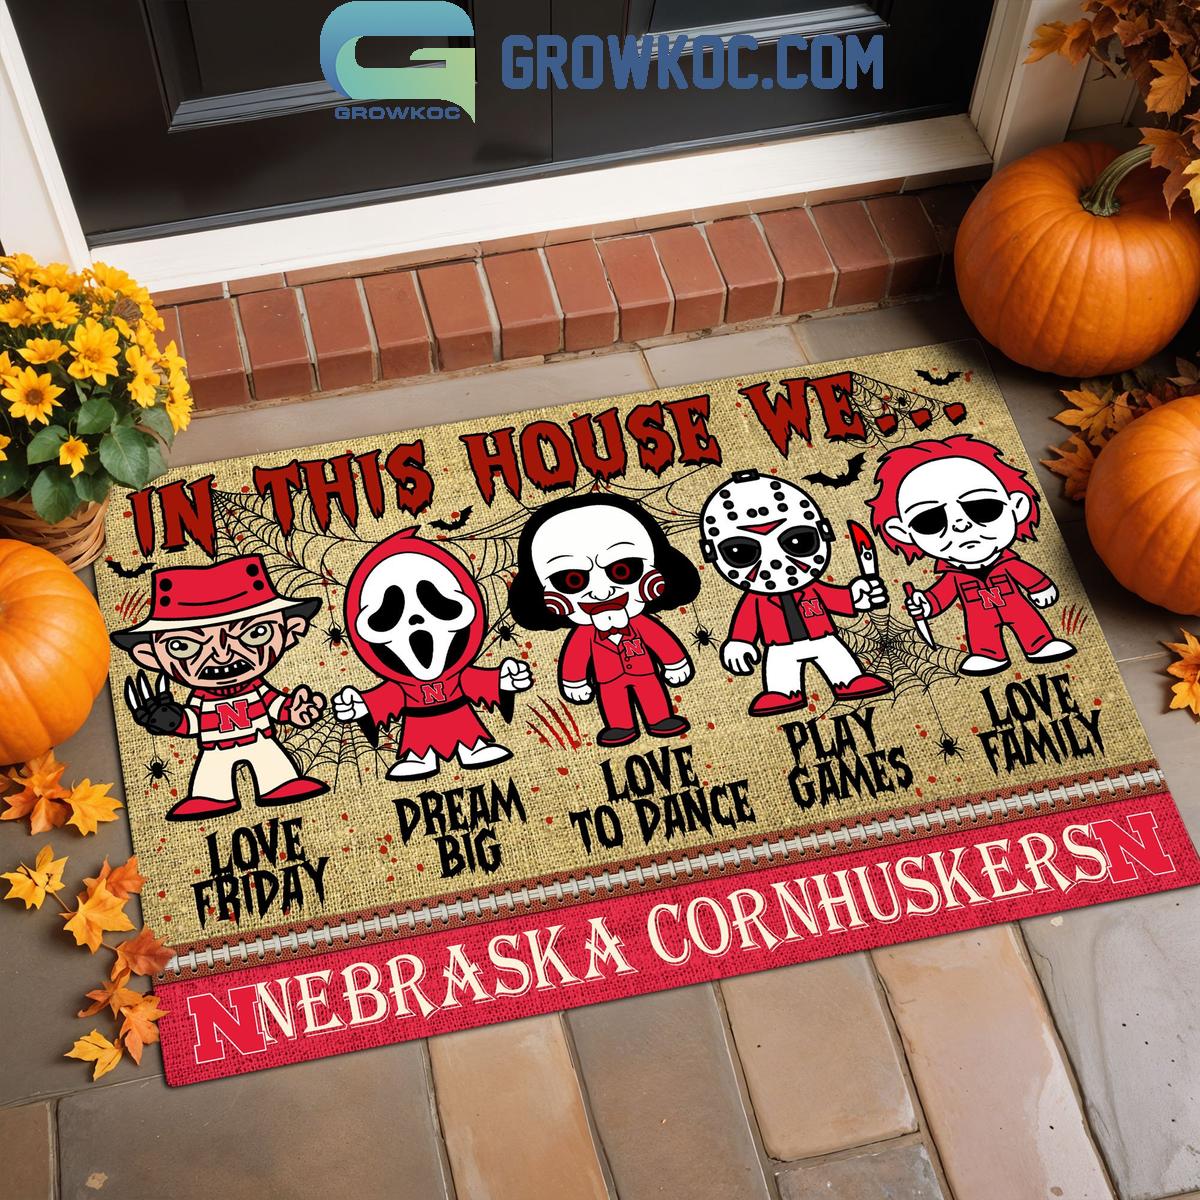 GROWKOC
GROWKOC.COM
IN THIS HOUSE WE...
N
N
N
N
N
LOVE
FRIDAY
DREAM
BIG
LOVE
TO DANCE
PLAY
GAMES
LOVE
FAMILY
N NEBRASKA CORNHUSKERS N